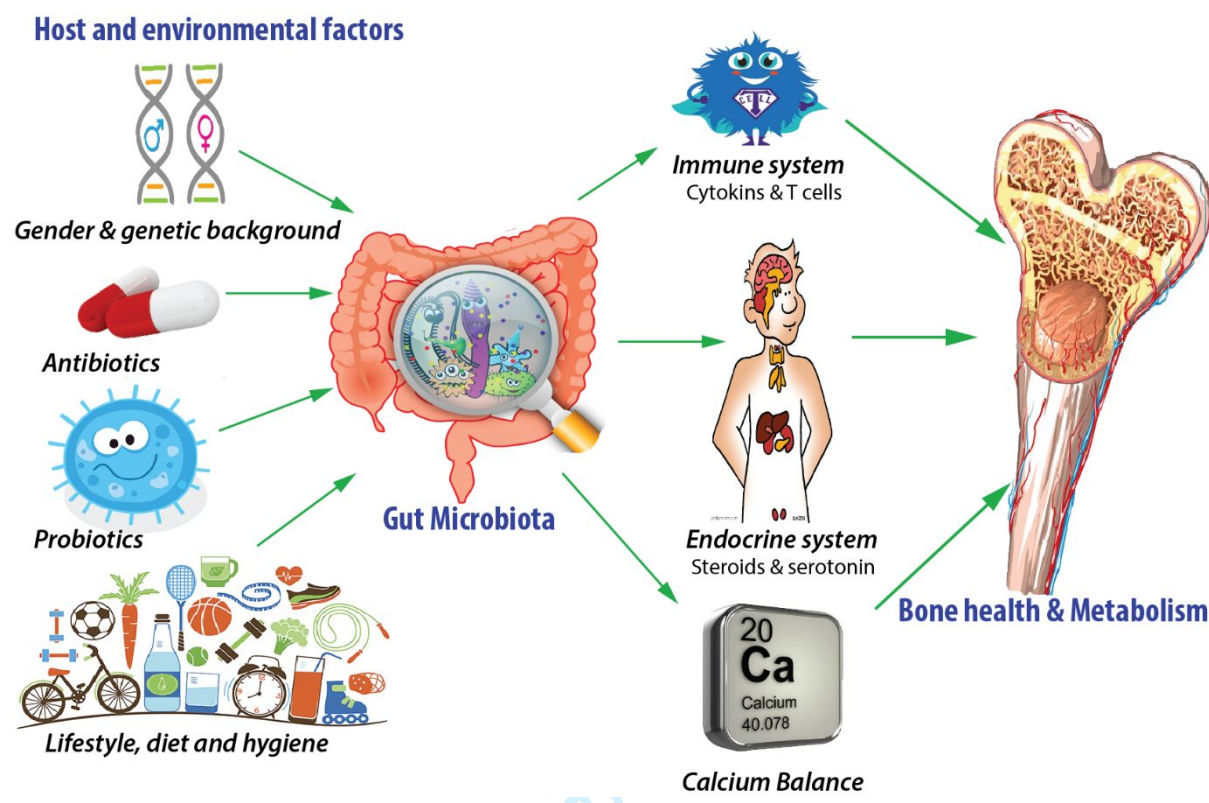 Host and environmental factors
Gender & genetic background
Antibiotics
Probiotics
Lifestyle, diet and hygiene
Gut Microbiota
CELL
T
Immune system
Cytokins & T cells
Endocrine system
Steroids & serotonin
20
Ca
Calcium
40.078
Calcium Balance
Bone health & Metabolism